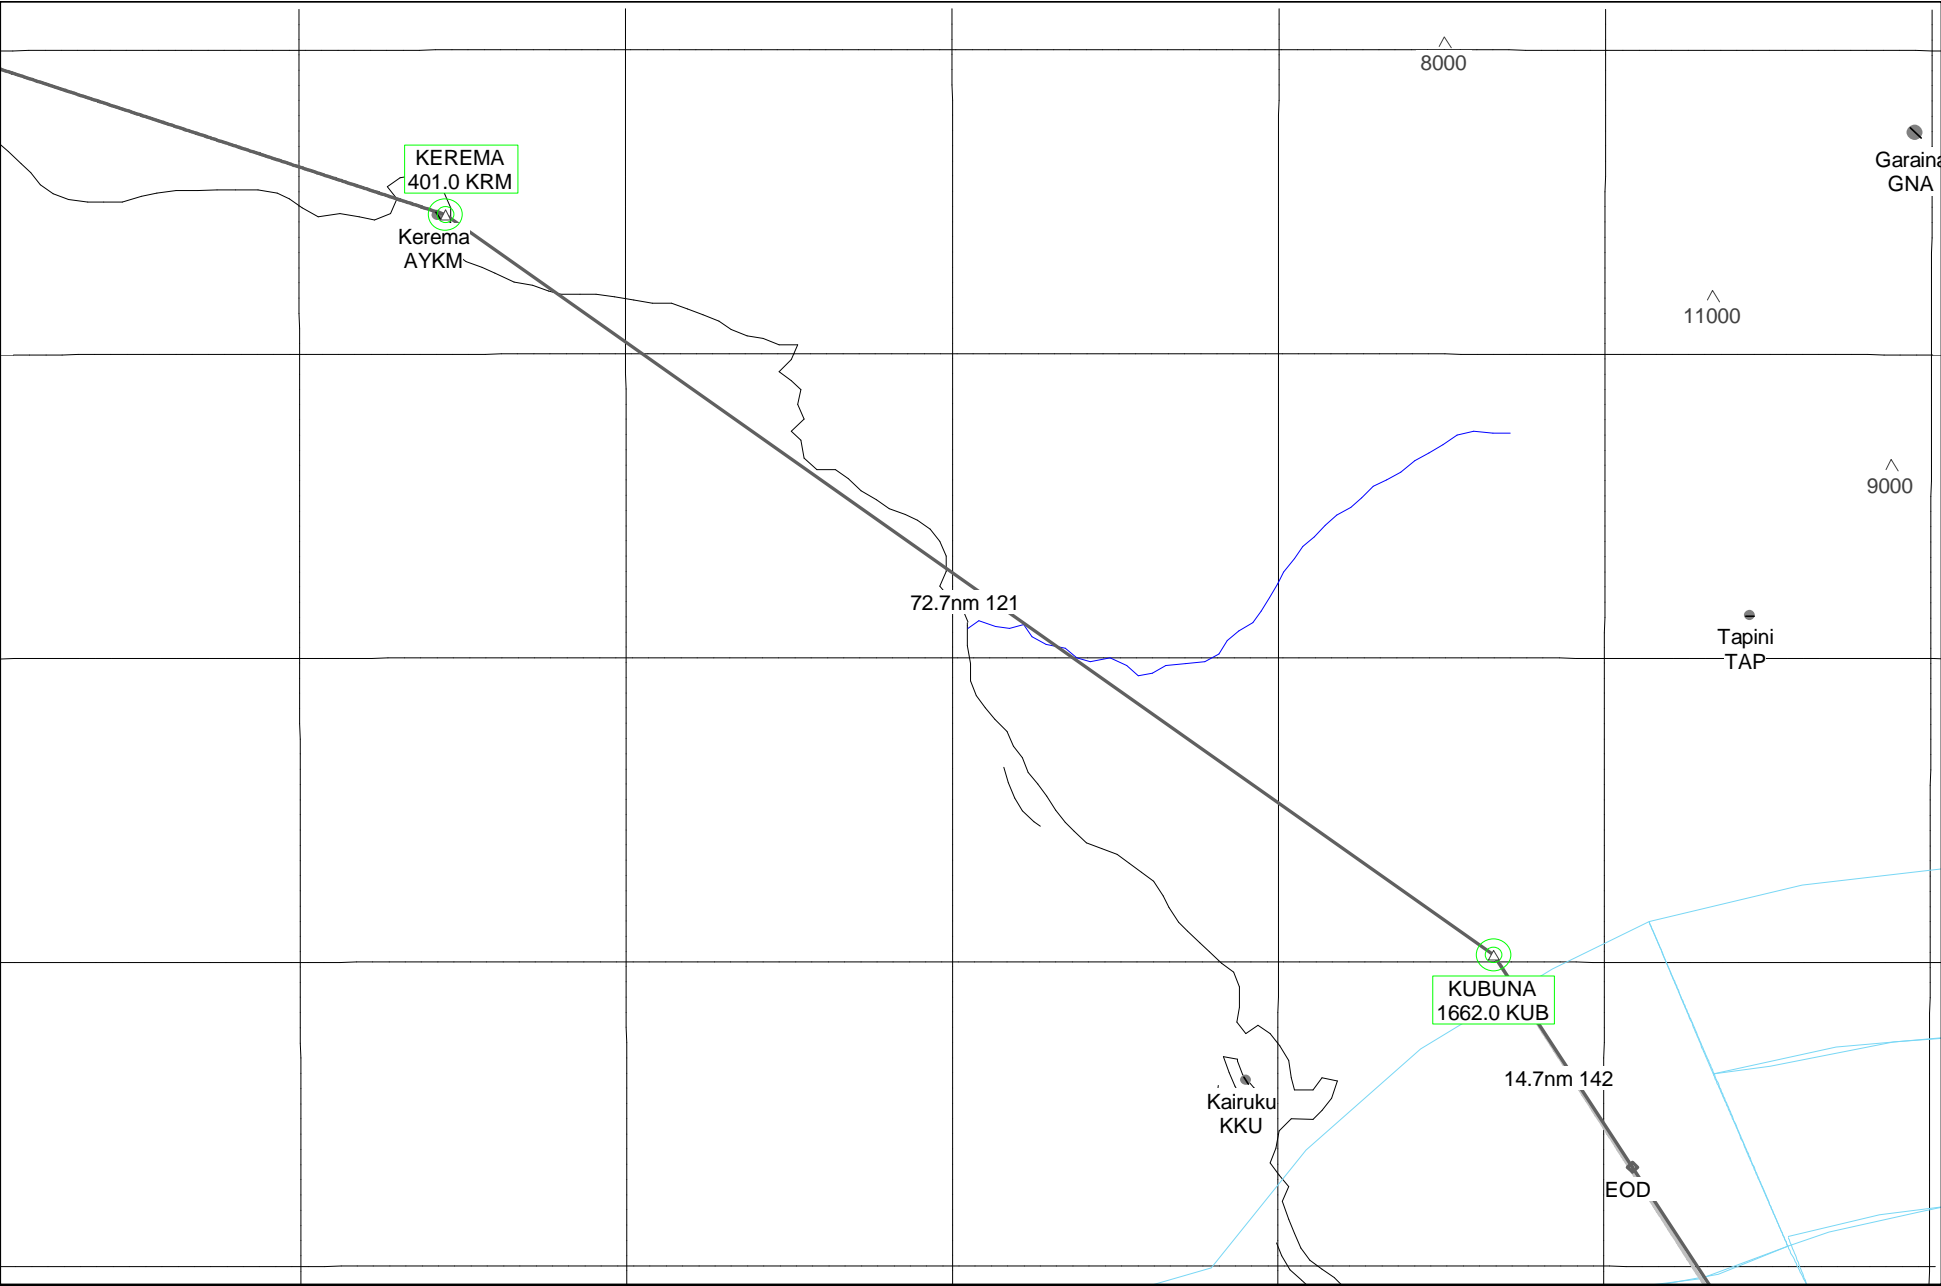 8000
KEREMA
401.0 KRM
Garaina
GNA
Kerema
AYKM
11000
9000
72.7nm 121
Tapini
TAP
KUBUNA
1662.0 KUB
14.7nm 142
Kairuku
KKU
EOD